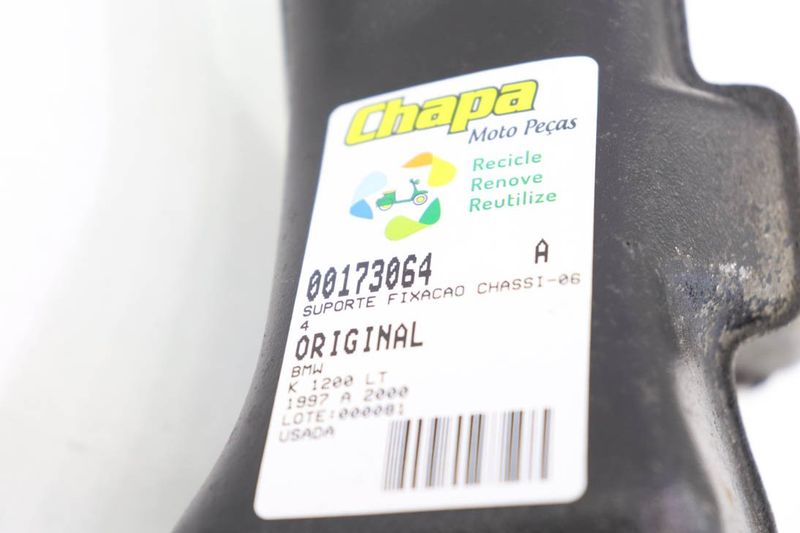 Chapa
Moto Peças
Recicle
Renove
Reutilize
00173064 A
SUPORTE FIXACAO CHASSI-06
4
ORIGINAL
BMW
K 1200 LT
1997 A 2000
LOTE:000081
USADA